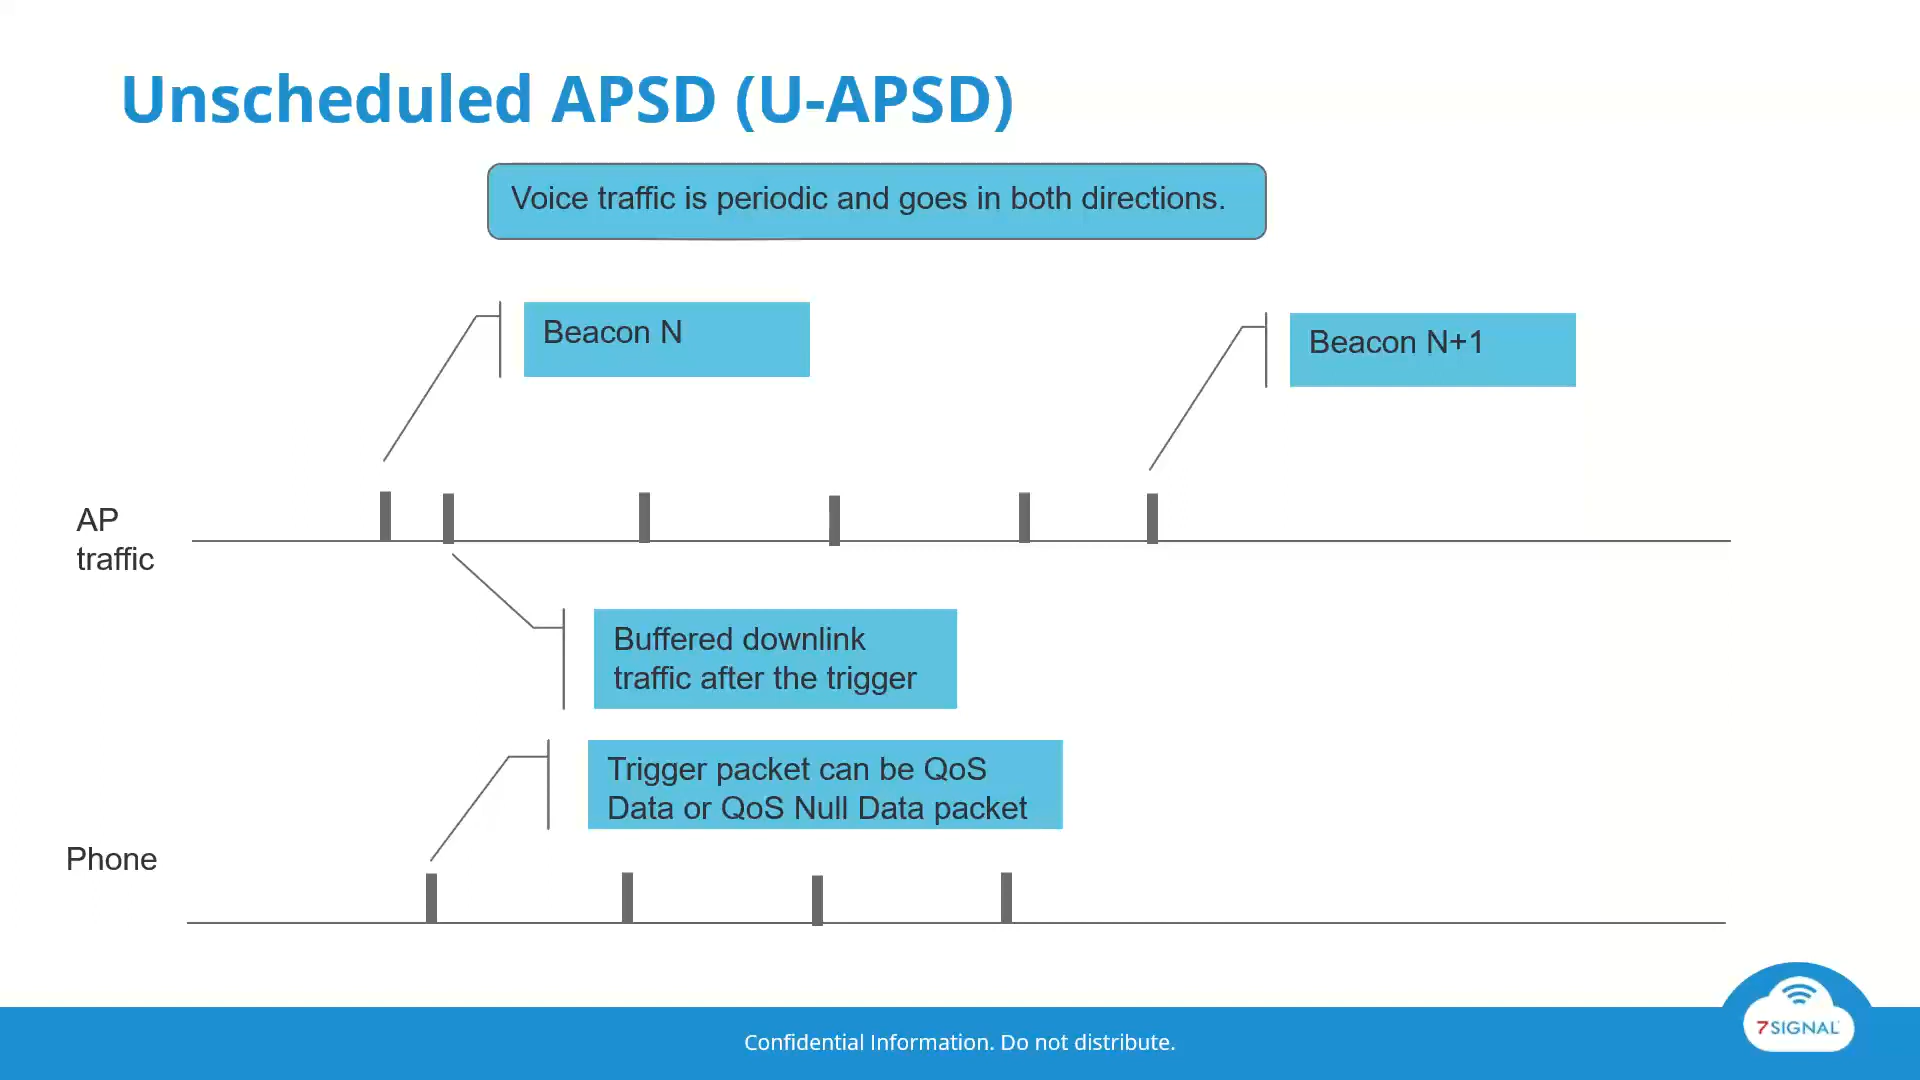 Unscheduled APSD (U-APSD)
Voice traffic is periodic and goes in both directions.
Beacon N
Beacon N+1
AP
traffic
Buffered downlink
traffic after the trigger
Trigger packet can be QoS
Data or QoS Null Data packet
Phone
Confidential Information. Do not distribute.
7SIGNAL